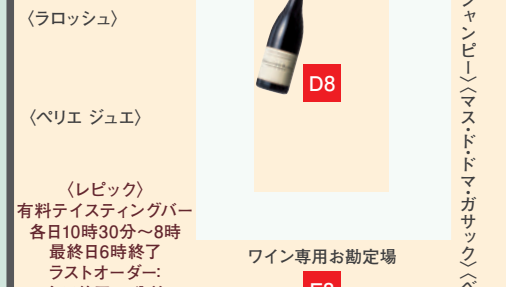 〈ラロッシュ〉
D8
〈ペリエ ジュエ〉
〈レピック〉
有料テイスティングバー
各日10時30分〜8時
最終日6時終了
ラストオーダー:
ワイン専用お勘定場
ャンピー〉〈マス・ド・ドマ・ガサック〉〈